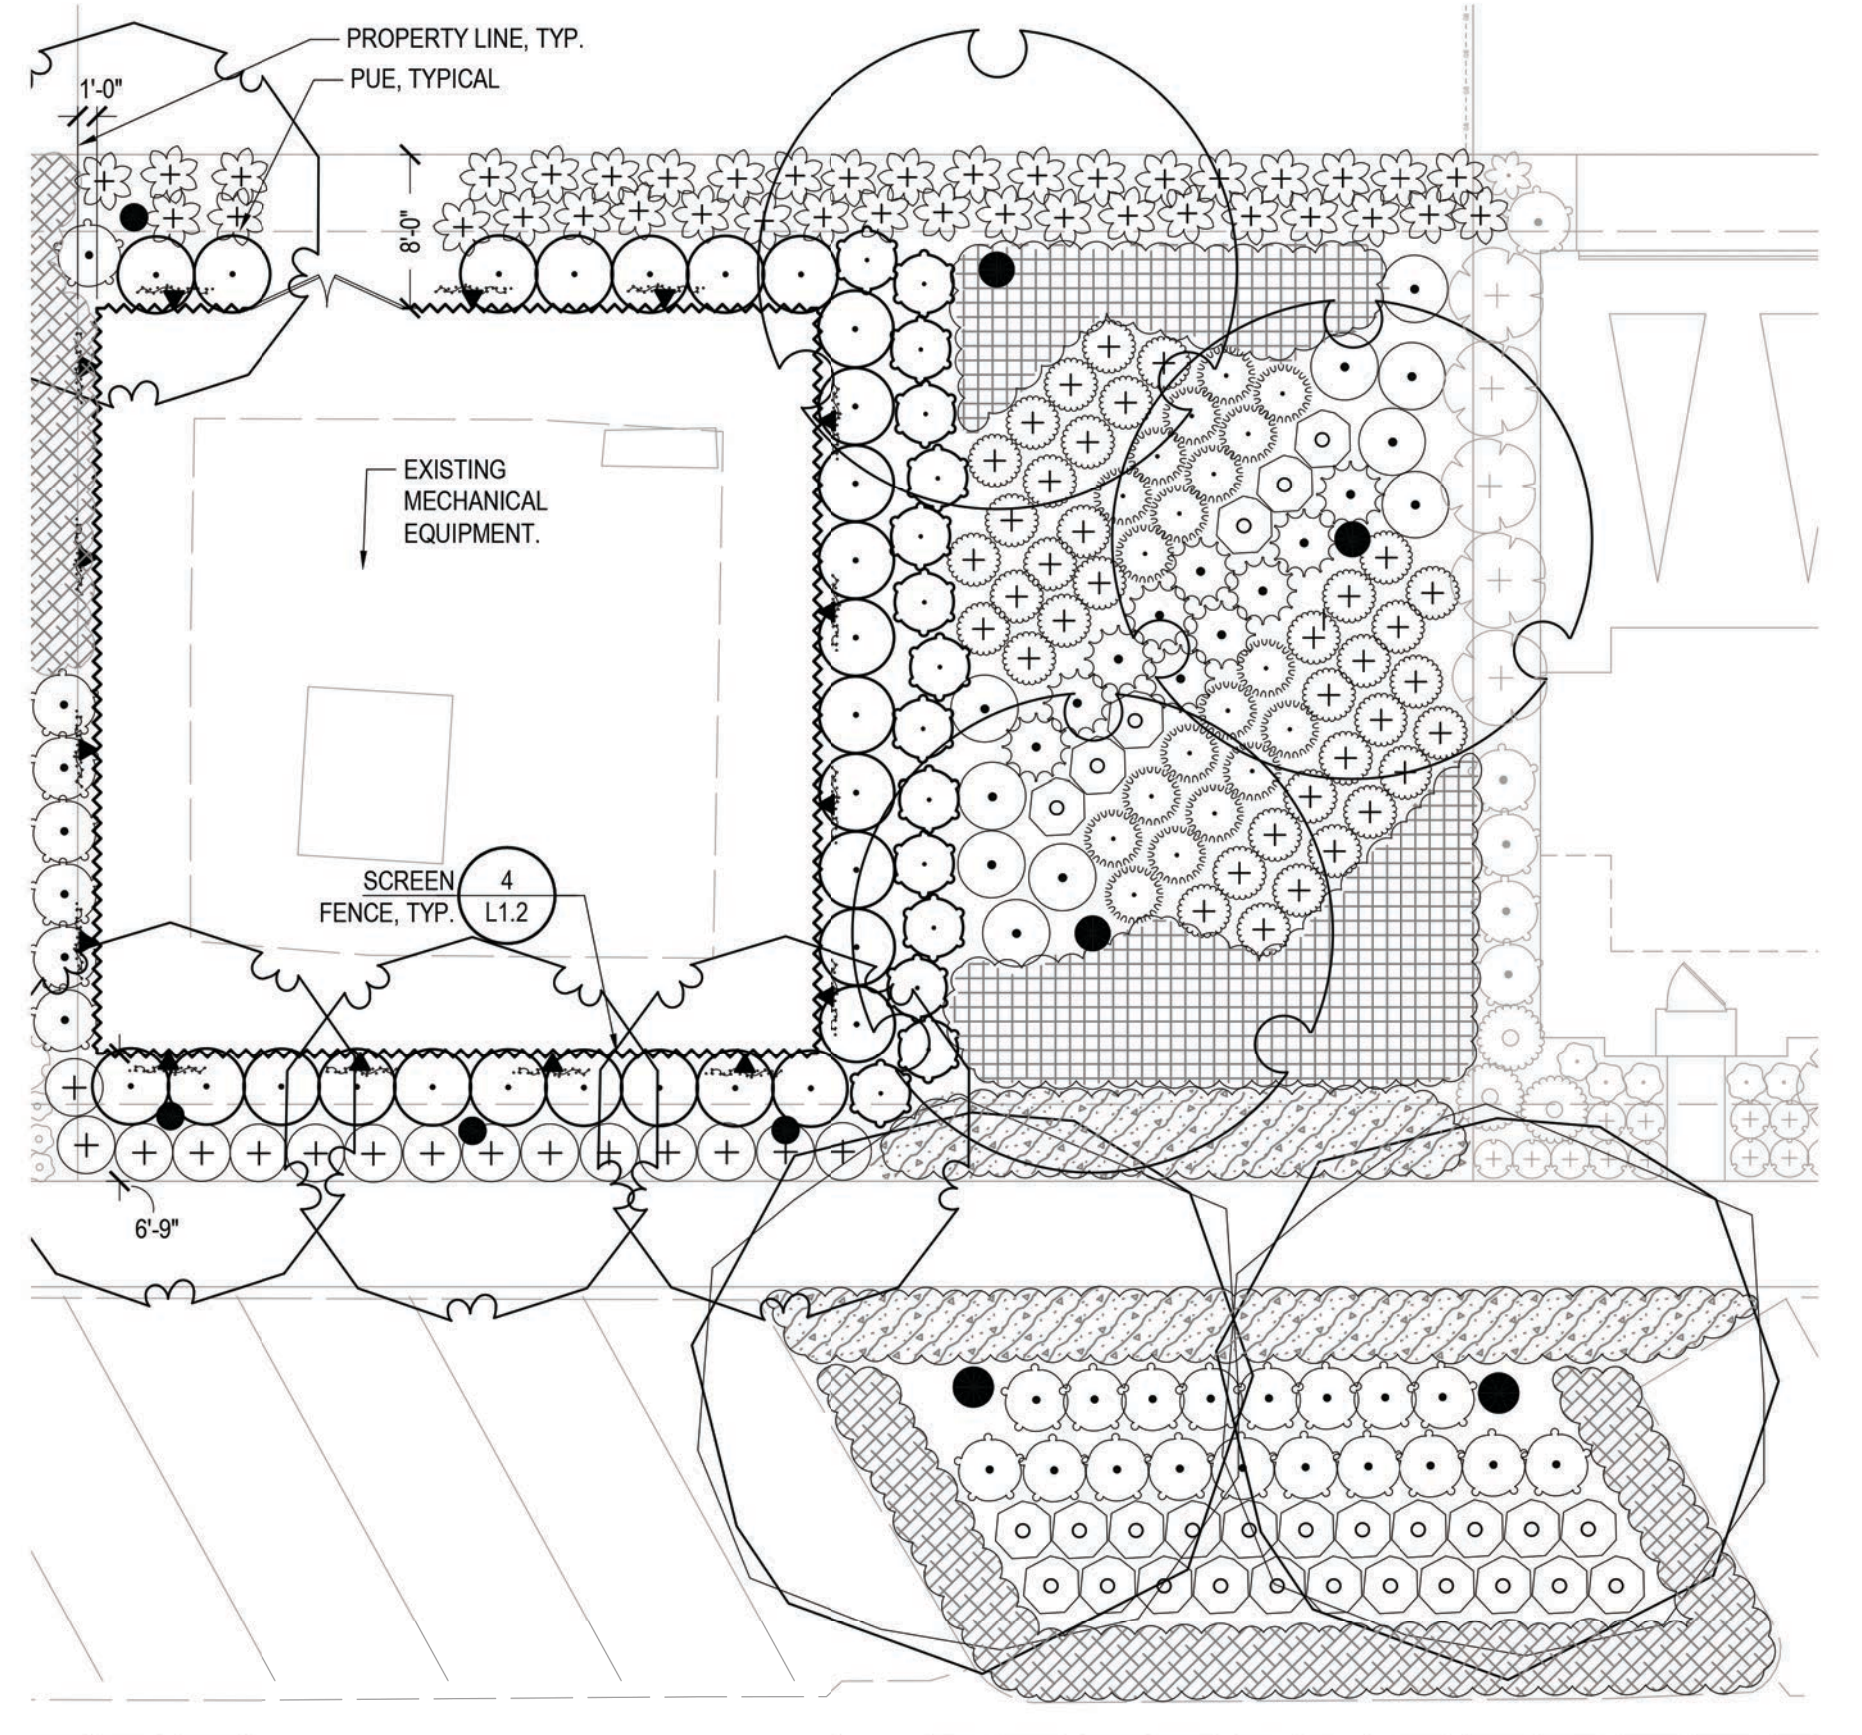 PROPERTY LINE, TYP.
PUE, TYPICAL
1'-0"
8'-0"
EXISTING
MECHANICAL
EQUIPMENT.
SCREEN
FENCE, TYP.
4
L1.2
6'-9"